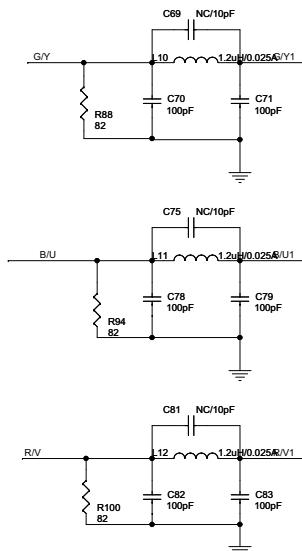 C69 NC/10pF
G/Y L10 1.2uH/0.025A G/Y1
C70 C71
100pF 100pF
R88
82
C75 NC/10pF
B/U L11 1.2uH/0.025A B/U1
C78 C79
100pF 100pF
R94
82
C81 NC/10pF
R/V L12 1.2uH/0.025A R/V1
C82 C83
100pF 100pF
R100
82